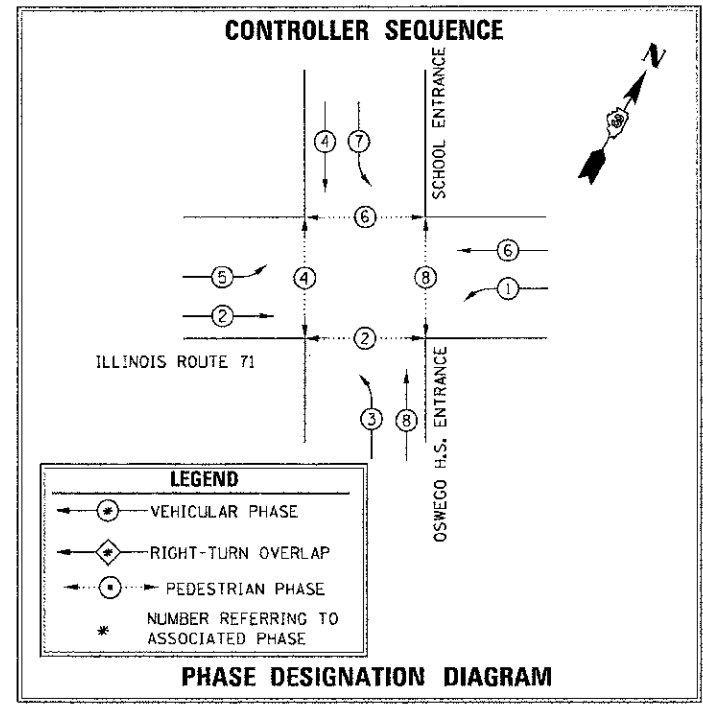 CONTROLLER SEQUENCE
N
SCHOOL ENTRANCE
4
7
6
6
5
4
8
1
2
2
ILLINOIS ROUTE 71
3
8
OSWEGO H.S. ENTRANCE
LEGEND
* VEHICULAR PHASE
* RIGHT-TURN OVERLAP
* PEDESTRIAN PHASE
* NUMBER REFERRING TO
ASSOCIATED PHASE
PHASE DESIGNATION DIAGRAM